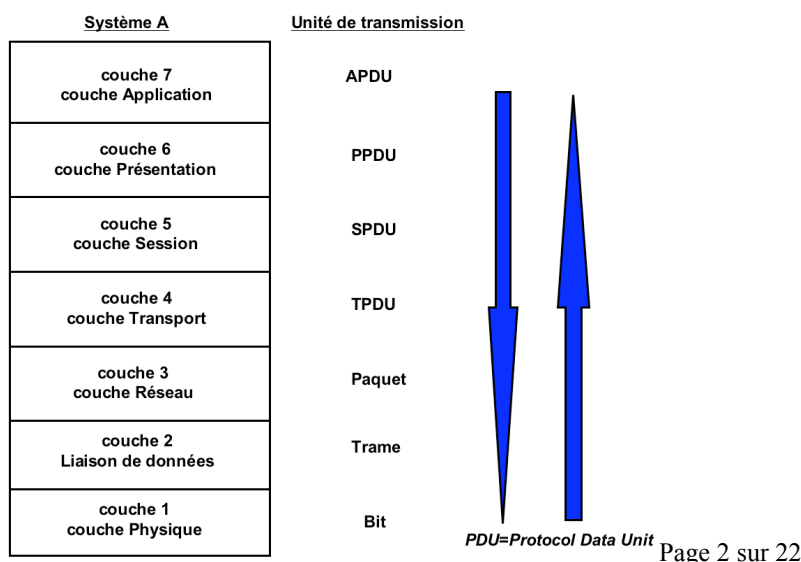 Système A
Unité de transmission
couche 7
couche Application
APDU
couche 6
couche Présentation
PPDU
couche 5
couche Session
SPDU
couche 4
couche Transport
TPDU
couche 3
couche Réseau
Paquet
couche 2
Liaison de données
Trame
couche 1
couche Physique
Bit
PDU=Protocol Data Unit
Page 2 sur 22